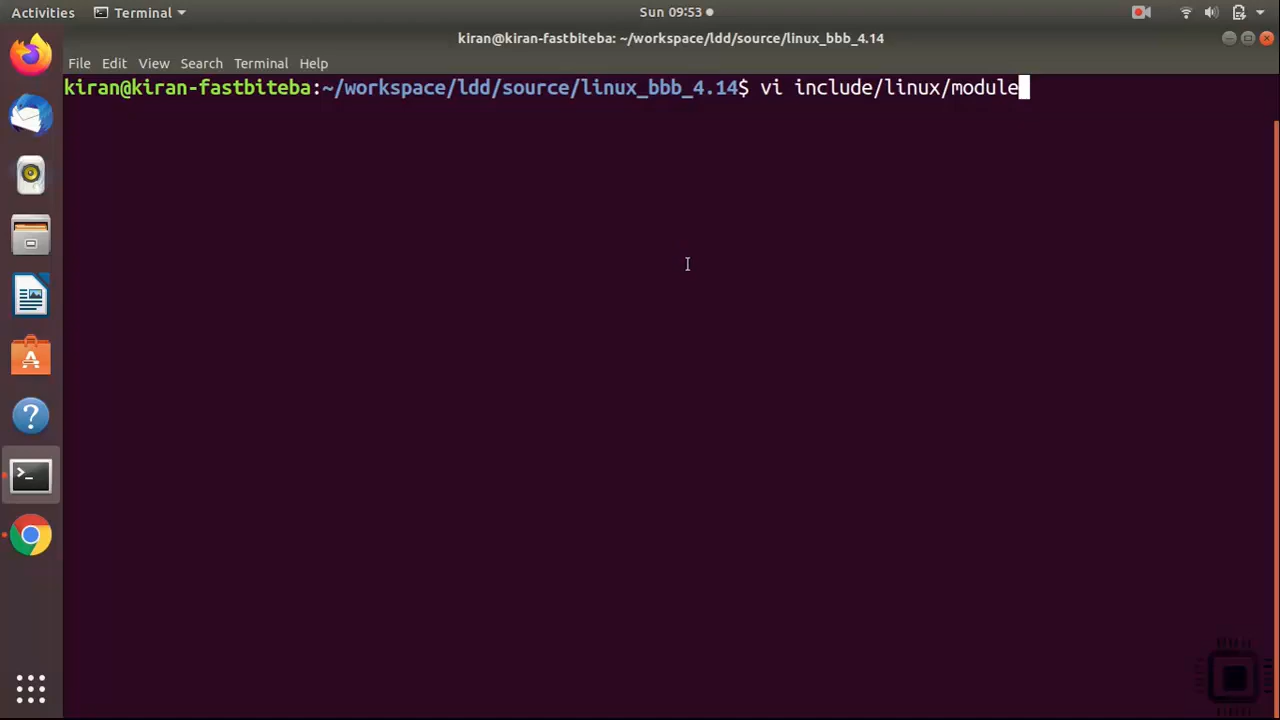 Activities
Terminal
Sun 09:53
kiran@kiran-fastbiteba: ~/workspace/ldd/source/linux_bbb_4.14
File Edit View Search Terminal Help
kiran@kiran-fastbiteba:~/workspace/ldd/source/linux_bbb_4.14$ vi include/linux/module